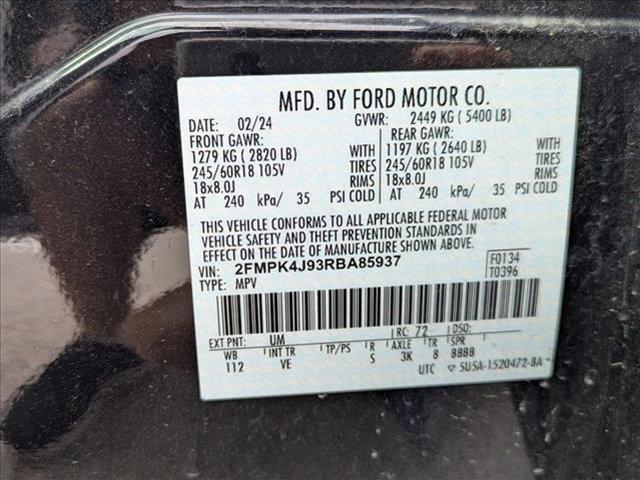 MFD. BY FORD MOTOR CO.
DATE: 02/24 GVWR: 2449 KG ( 5400 LB)
FRONT GAWR: REAR GAWR:
1279 KG ( 2820 LB) WITH 1197 KG ( 2640 LB) WITH
245/60R18 105V TIRES 245/60R18 105V TIRES
18x8.0J RIMS 18x8.0J RIMS
AT 240 kPa/ 35 PSI COLD AT 240 kPa/ 35 PSI COLD
THIS VEHICLE CONFORMS TO ALL APPLICABLE FEDERAL MOTOR
VEHICLE SAFETY AND THEFT PREVENTION STANDARDS IN
EFFECT ON THE DATE OF MANUFACTURE SHOWN ABOVE.
VIN: 2FMPK4J93RBA85937 F0134
TYPE: MPV T0396
EXT PNT: UM RC: 72 DSO:
WB INT TR TP/PS R AXLE TR SPR
112 VE S 3K 8 BBBB
UTC ▽ 5U5A-1520472-BA